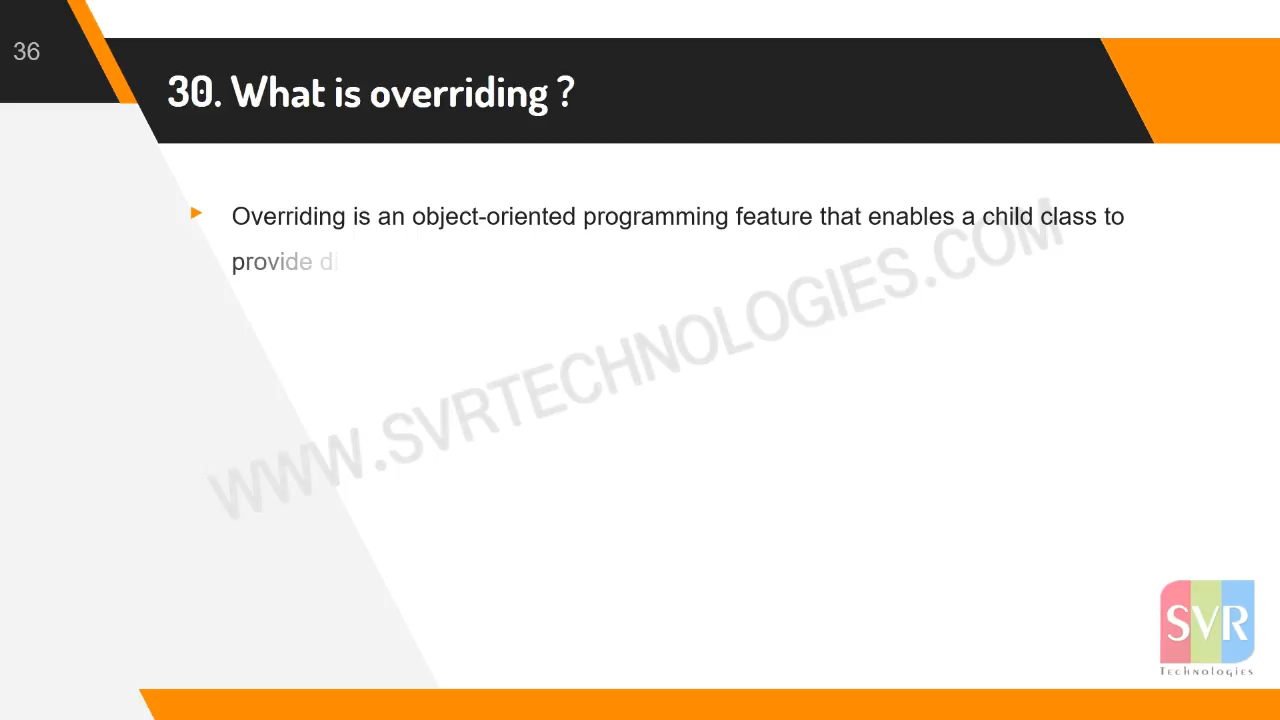 36
30. What is overriding ?
Overriding is an object-oriented programming feature that enables a child class to
provide di
WWW.SVRTECHNOLOGIES.COM
SVR
Technologies